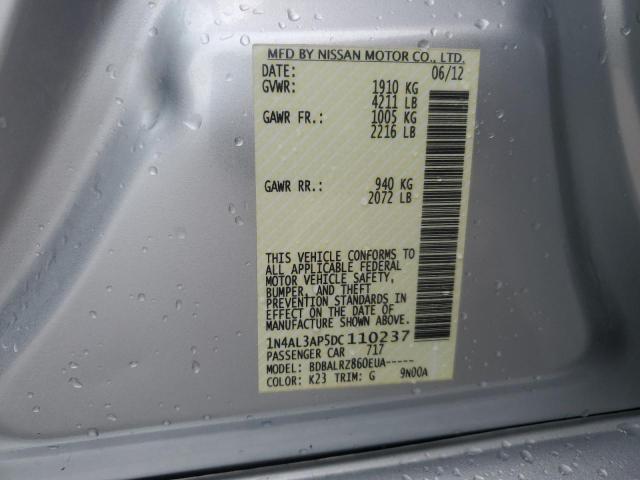 MFD BY NISSAN MOTOR CO., LTD.
DATE: 06/12
GVWR: 1910 KG
4211 LB
GAWR FR.: 1005 KG
2216 LB
GAWR RR.: 940 KG
2072 LB
THIS VEHICLE CONFORMS TO
ALL APPLICABLE FEDERAL
MOTOR VEHICLE SAFETY,
BUMPER, AND THEFT
PREVENTION STANDARDS IN
EFFECT ON THE DATE OF
MANUFACTURE SHOWN ABOVE.
1N4AL3AP5DC110237
PASSENGER CAR 717
MODEL: BDBALRZ860EUA-----
COLOR: K23 TRIM: G 9N00A